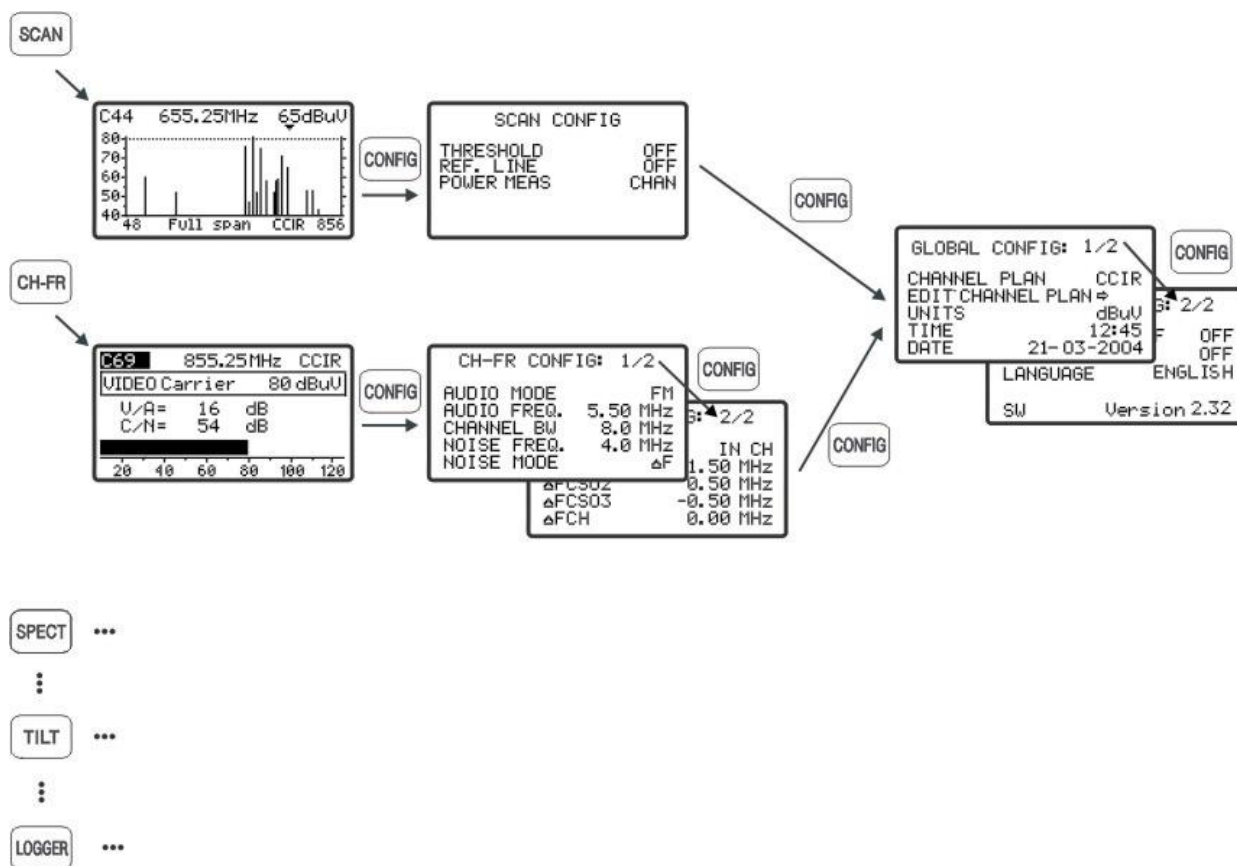 SCAN
C44 655.25MHz 65dBuV
80
70
60
50
40
48 Full span CCIR 856
CONFIG
SCAN CONFIG
THRESHOLD OFF
REF. LINE OFF
POWER MEAS CHAN
CONFIG
GLOBAL CONFIG: 1/2
CHANNEL PLAN CCIR
EDIT CHANNEL PLAN ⇨
UNITS dBuV
TIME 12:45
DATE 21-03-2004
CONFIG
G: 2/2
F OFF
OFF
LANGUAGE ENGLISH
SW Version 2.32
CH-FR
C69 855.25MHz CCIR
VIDEO Carrier 80 dBuV
V/A= 16 dB
C/N= 54 dB
20 40 60 80 100 120
CONFIG
CH-FR CONFIG: 1/2
AUDIO MODE FM
AUDIO FREQ. 5.50 MHz
CHANNEL BW 8.0 MHz
NOISE FREQ. 4.0 MHz
NOISE MODE △F
CONFIG
G: 2/2
IN CH
1.50 MHz
△FCSO2 0.50 MHz
△FCSO3 -0.50 MHz
△FCH 0.00 MHz
CONFIG
SPECT •••
TILT •••
LOGGER •••